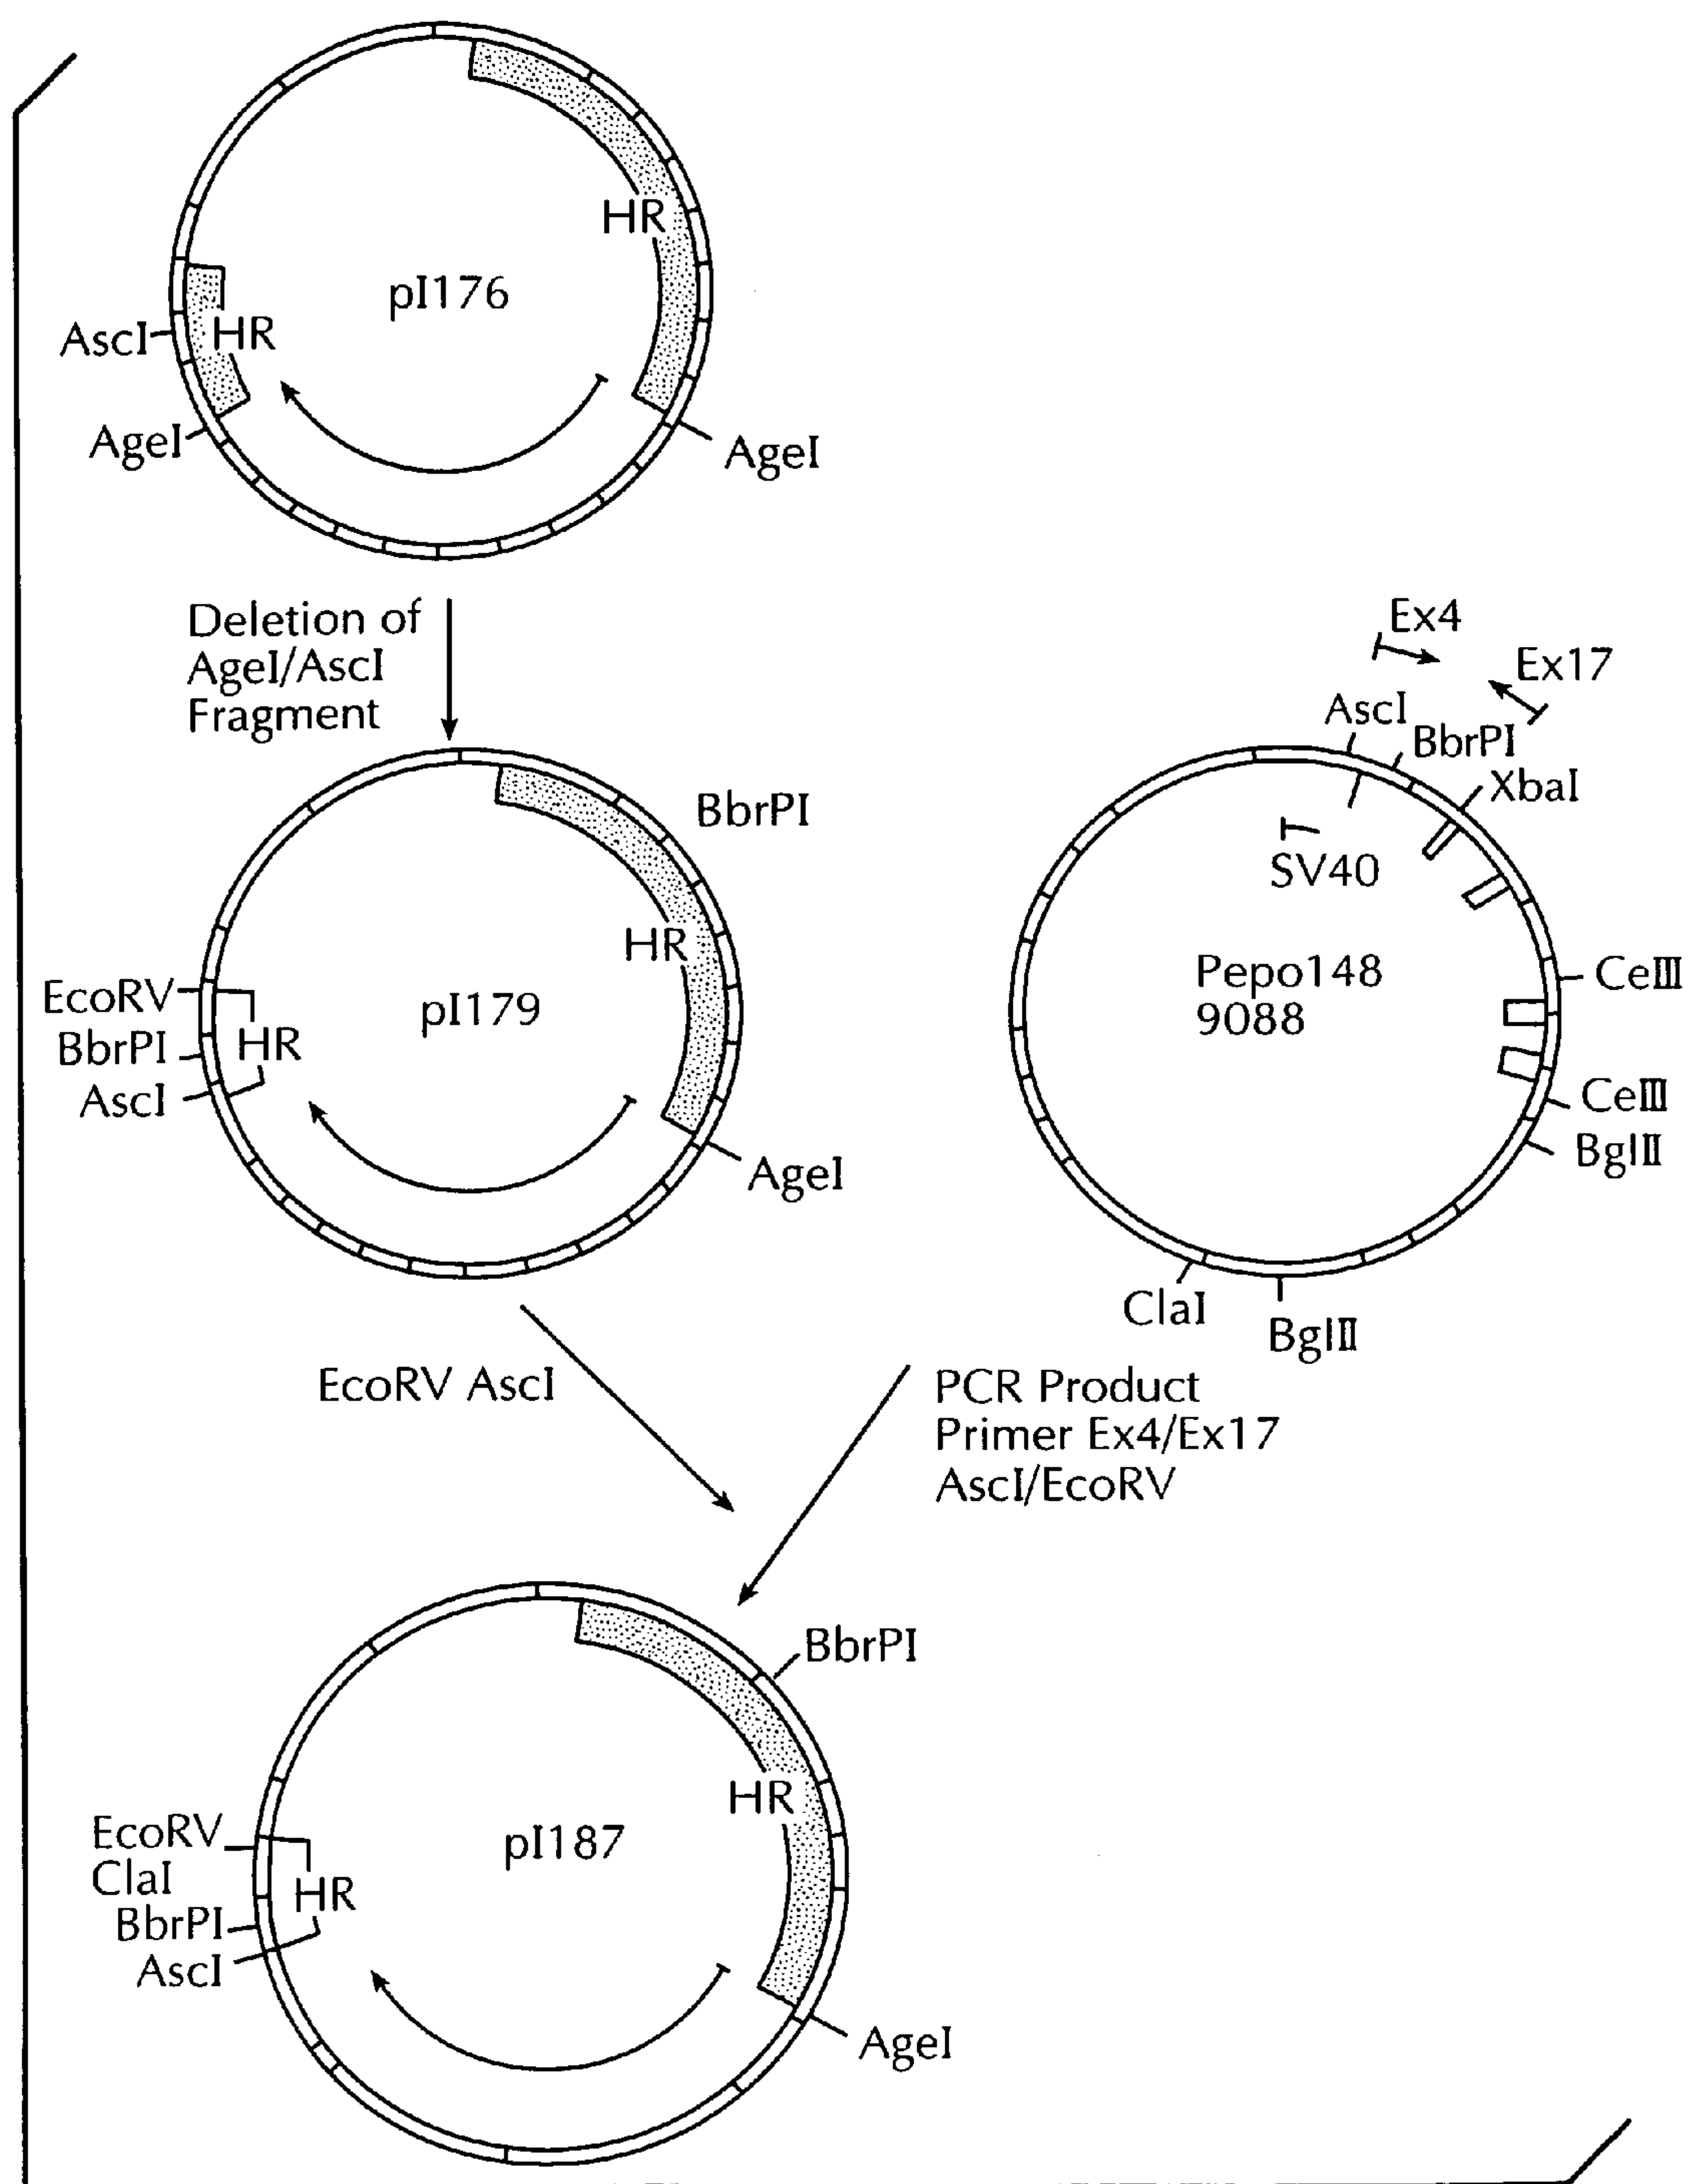 HR
pI176
HR
AscI
AgeI
AgeI
Deletion of
AgeI/AscI
Fragment
Ex4
Ex17
AscI
BbrPI
XbaI
SV40
Pepo148
9088
CeIII
CeIII
BglII
BglII
ClaI
BbrPI
HR
pI179
EcoRV
BbrPI
HR
AscI
AgeI
EcoRV AscI
PCR Product
Primer Ex4/Ex17
AscI/EcoRV
BbrPI
HR
pI187
EcoRV
ClaI
HR
BbrPI
AscI
AgeI